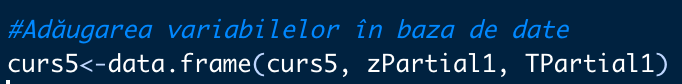 #Adăugarea variabilelor în baza de date
curs5<-data.frame(curs5, zPartial1, TPartial1)